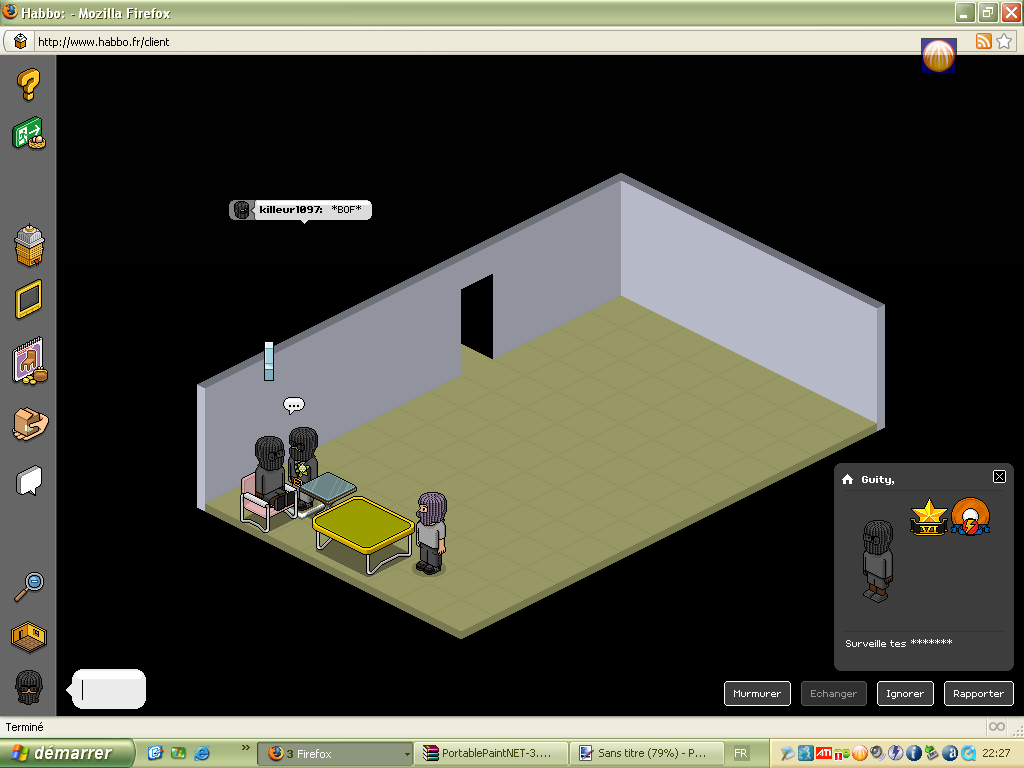 Habbo: - Mozilla Firefox
http://www.habbo.fr/client
killeur1097: *BOF*
...
Guity,
Surveille tes *******
Murmurer
Echanger
Ignorer
Rapporter
Terminé
démarrer
»
3 Firefox
PortablePaintNET-3....
Sans titre (79%) - P...
FR
ATI
22:27